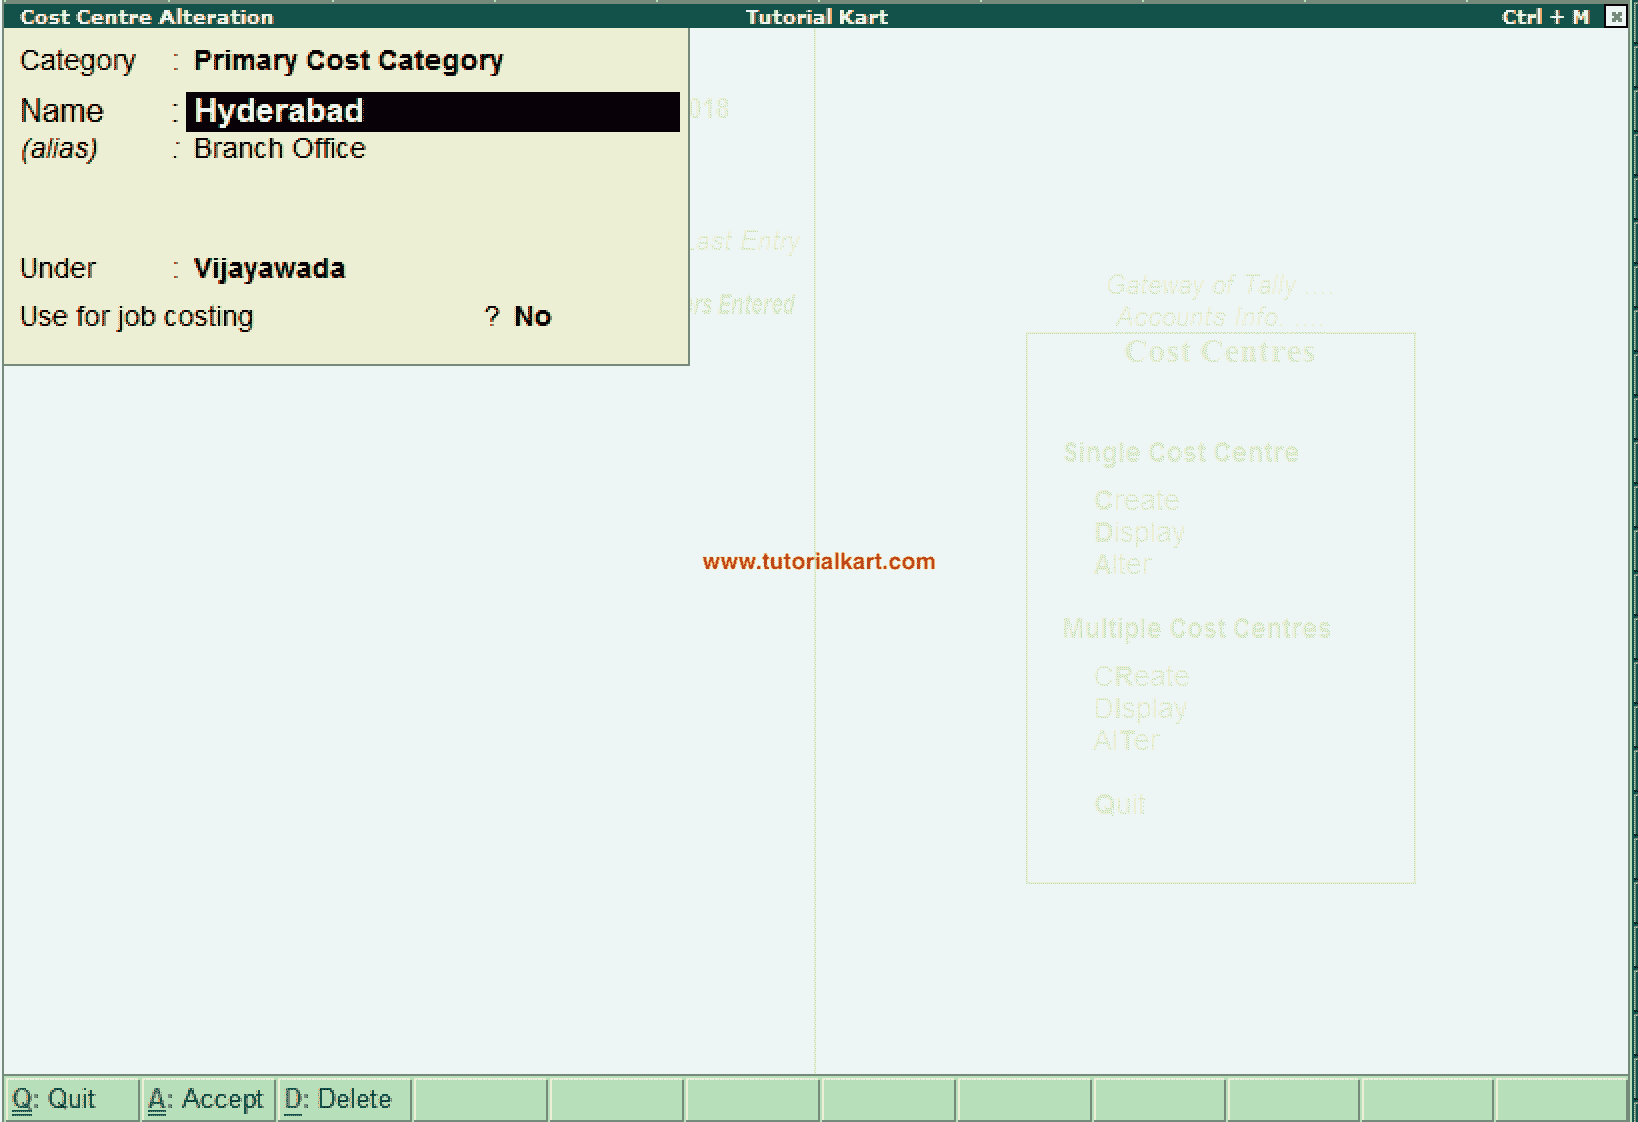 Cost Centre Alteration Tutorial Kart Ctrl + M
Category : Primary Cost Category
Name : Hyderabad
(alias) : Branch Office
Under : Vijayawada
Use for job costing ? No
018
Last Entry
rs Entered
Gateway of Tally ....
Accounts Info. ....
Cost Centres
Single Cost Centre
Create
Display
Alter
Multiple Cost Centres
CReate
DIsplay
AlTer
Quit
www.tutorialkart.com
Q: Quit A: Accept D: Delete